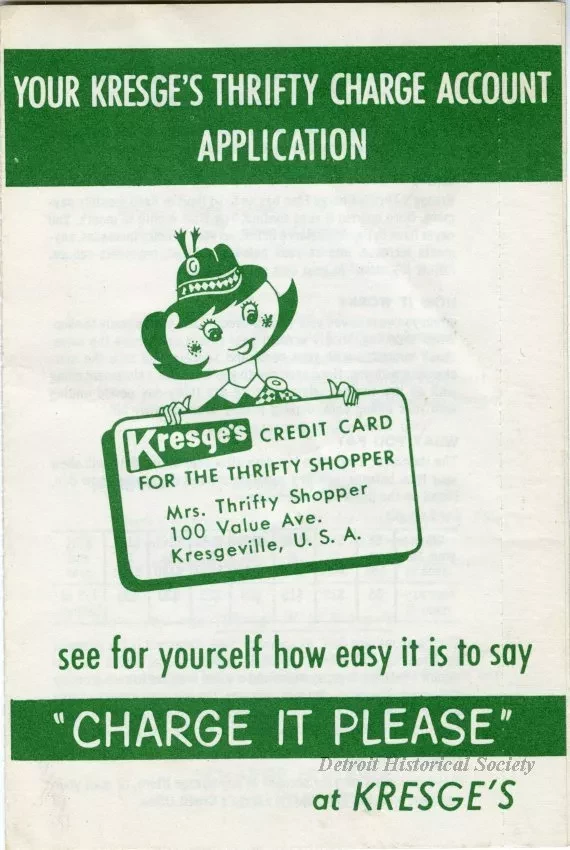 YOUR KRESGE'S THRIFTY CHARGE ACCOUNT
APPLICATION
Kresge's CREDIT CARD
FOR THE THRIFTY SHOPPER
Mrs. Thrifty Shopper
100 Value Ave.
Kresgeville, U. S. A.
see for yourself how easy it is to say
"CHARGE IT PLEASE"
Detroit Historical Society
at KRESGE'S